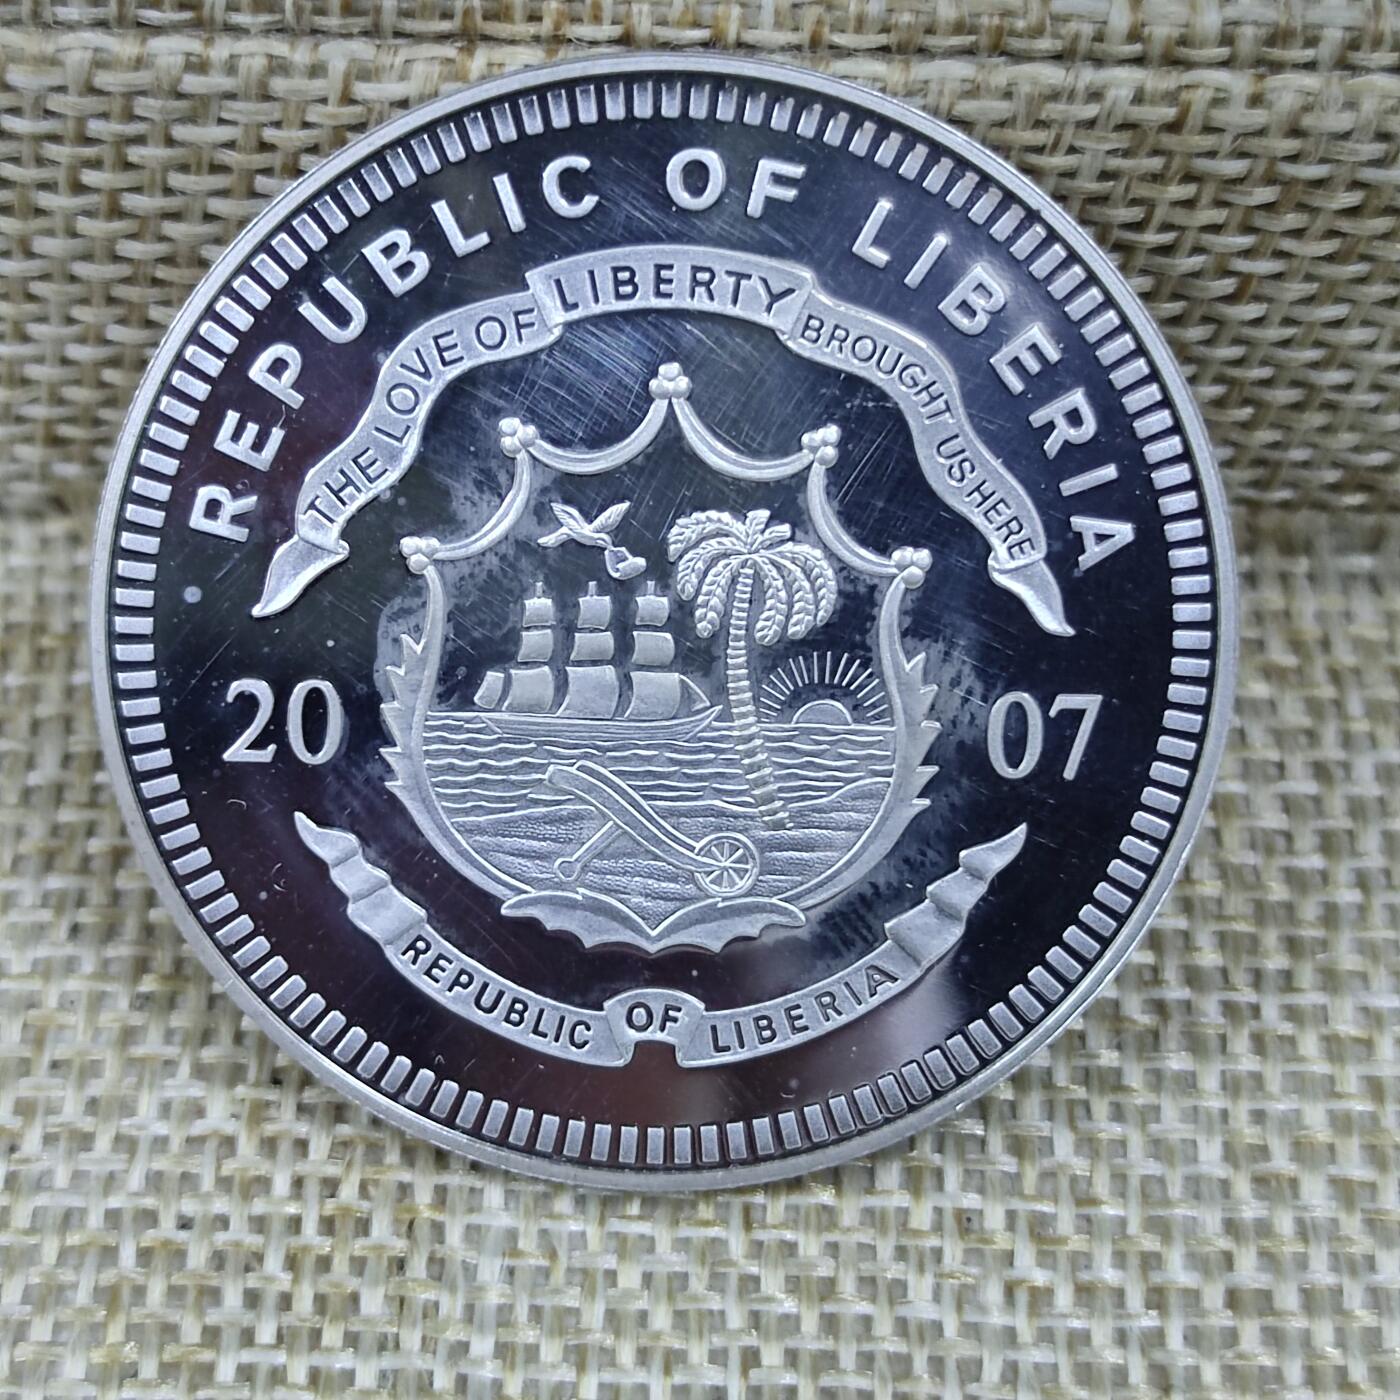 REPUBLIC OF LIBERIA
THE LOVE OF LIBERTY BROUGHT US HERE
20 07
REPUBLIC OF LIBERIA